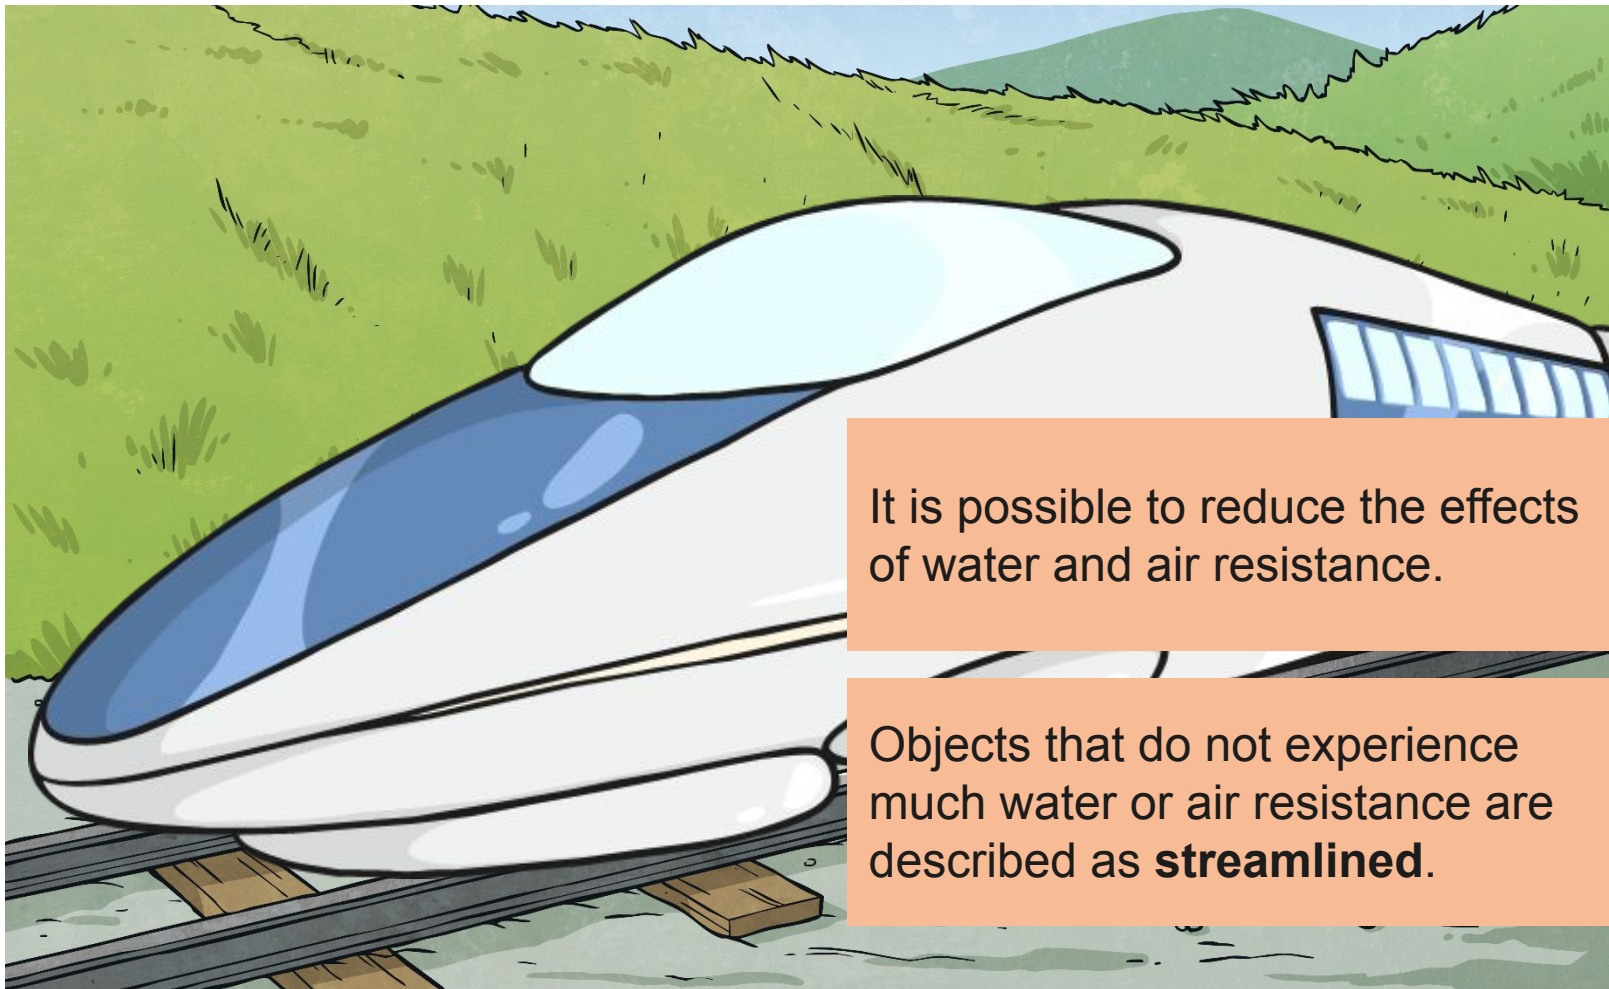 It is possible to reduce the effects
of water and air resistance.
Objects that do not experience
much water or air resistance are
described as streamlined.